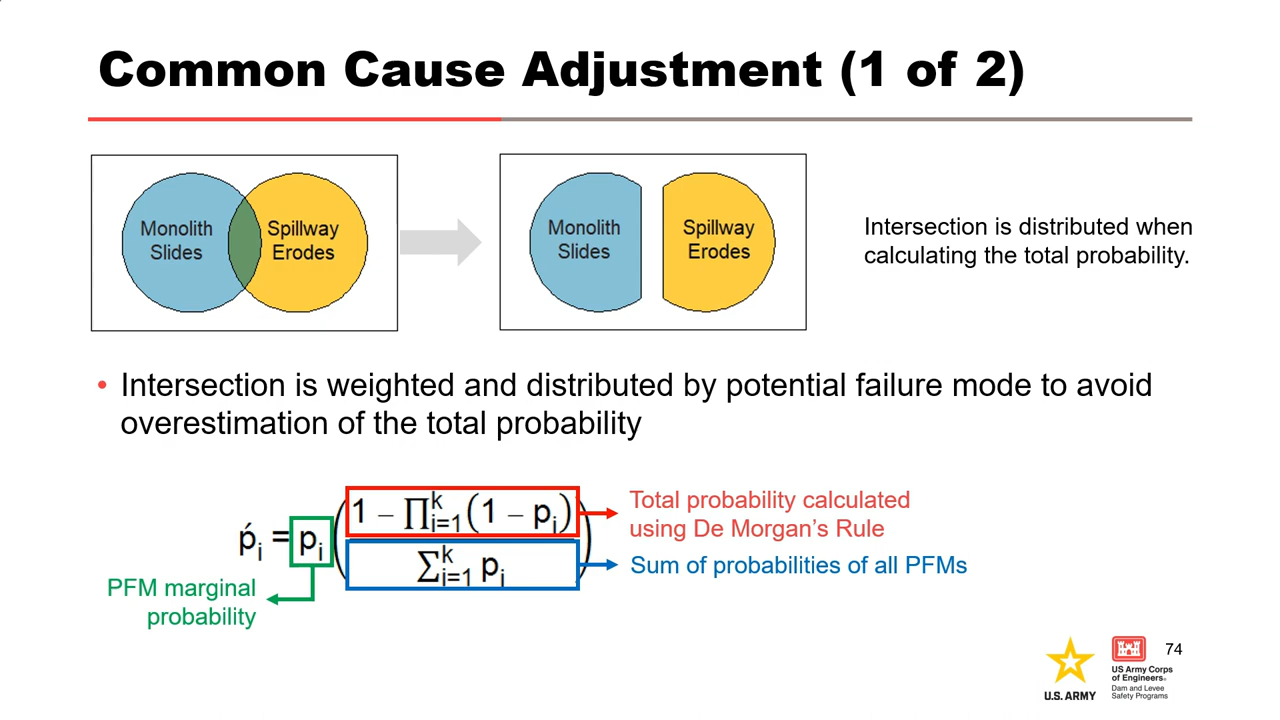 Common Cause Adjustment (1 of 2)
Monolith
Slides
Spillway
Erodes
Monolith
Slides
Spillway
Erodes
Intersection is distributed when
calculating the total probability.
• Intersection is weighted and distributed by potential failure mode to avoid
overestimation of the total probability
ṕᵢ = pᵢ ( (1 − ∏ᵏᵢ₌₁(1 − pᵢ)) / (∑ᵏᵢ₌₁ pᵢ) )
Total probability calculated
using De Morgan’s Rule
Sum of probabilities of all PFMs
PFM marginal
probability
U.S. ARMY
US Army Corps
of Engineers®
Dam and Levee
Safety Programs
74